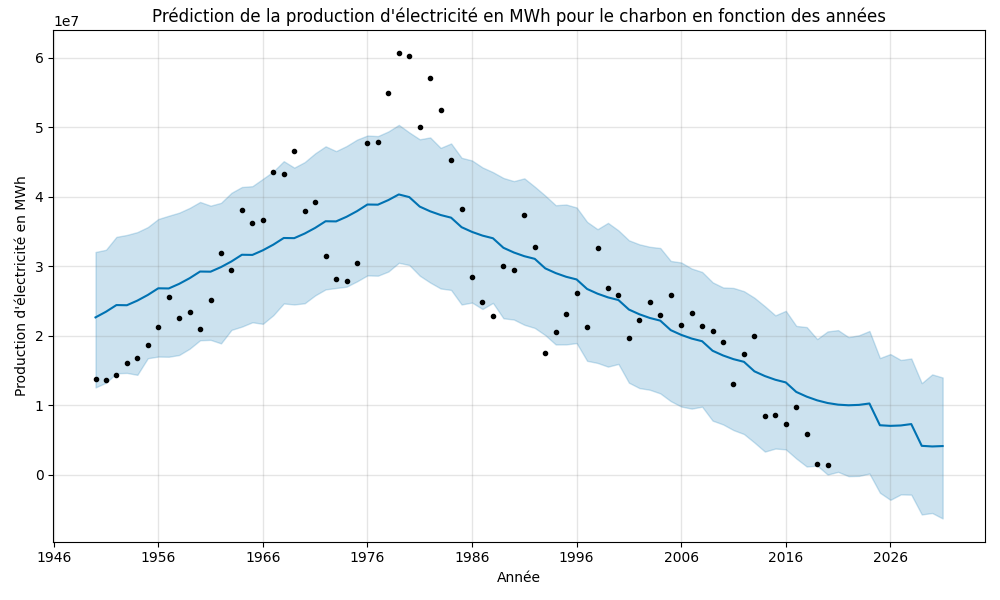 Prédiction de la production d'électricité en MWh pour le charbon en fonction des années
1e7
6
5
4
3
2
1
0
Production d'électricité en MWh
1946 1956 1966 1976 1986 1996 2006 2016 2026
Année